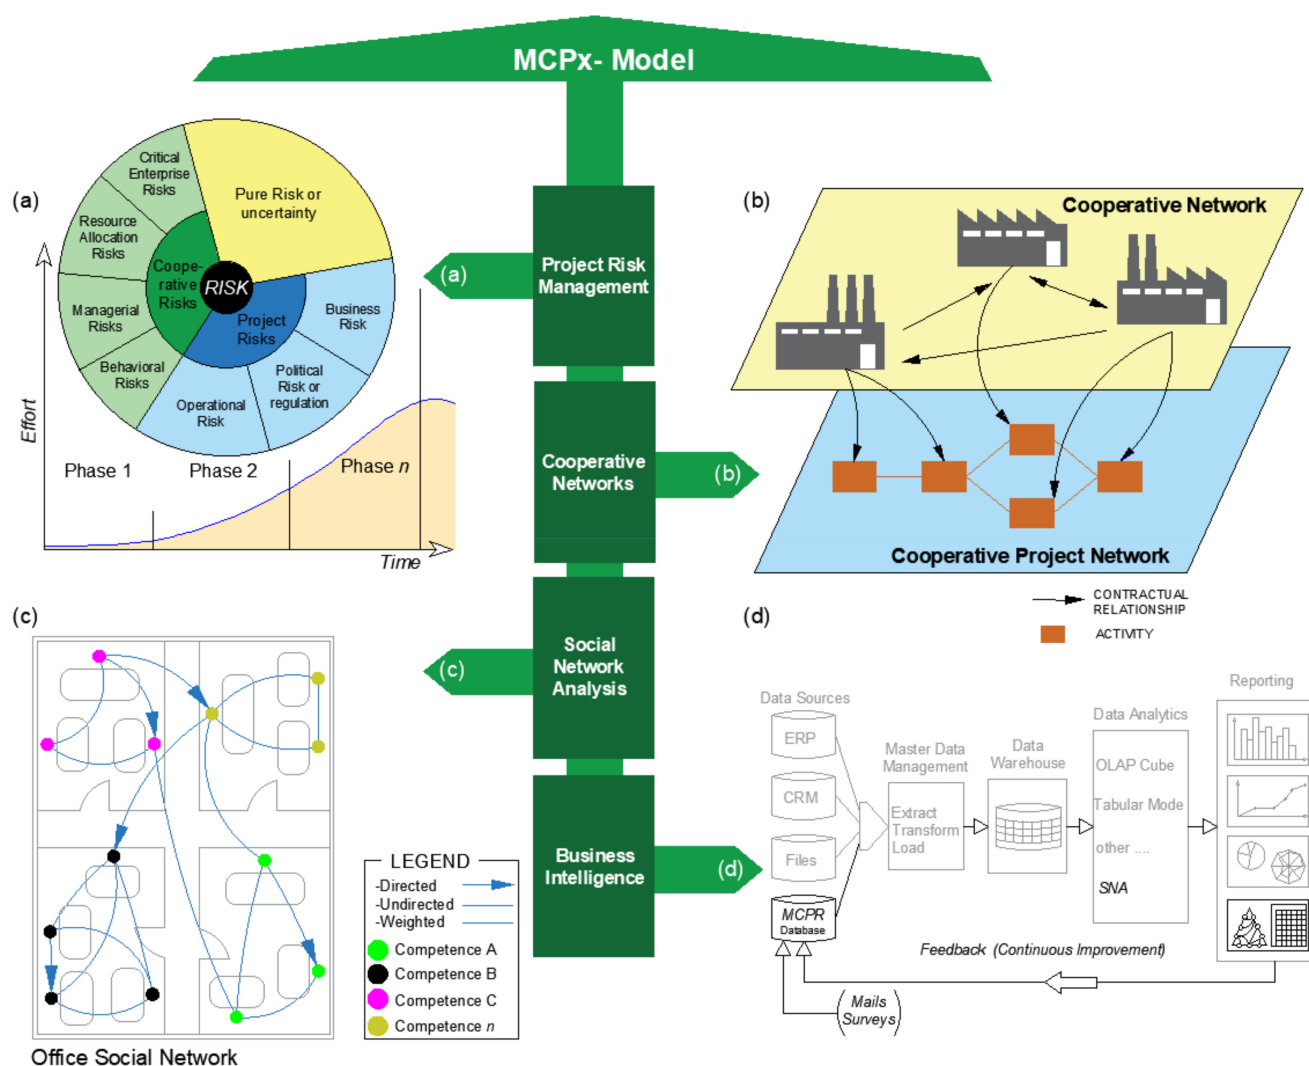 MCPx- Model
(a)
Critical
Enterprise
Risks
Pure Risk or
uncertainty
Resource
Allocation
Risks
Coope-
rative
Risks
RISK
Managerial
Risks
Project
Risks
Business
Risk
Behavioral
Risks
Operational
Risk
Political
Risk or
regulation
Effort
Phase 1
Phase 2
Phase n
Time
(a)
Project Risk
Management
Cooperative
Networks
(b)
(c)
Social
Network
Analysis
Business
Intelligence
(d)
(b)
Cooperative Network
Cooperative Project Network
CONTRACTUAL
RELATIONSHIP
ACTIVITY
(c)
LEGEND
-Directed
-Undirected
-Weighted
Competence A
Competence B
Competence C
Competence n
Office Social Network
(d)
Data Sources
ERP
CRM
Files
MCPR
Database
Master Data
Management
Extract
Transform
Load
Data
Warehouse
Data Analytics
OLAP Cube
Tabular Mode
other ....
SNA
Reporting
Feedback (Continuous Improvement)
(Mails
Surveys)